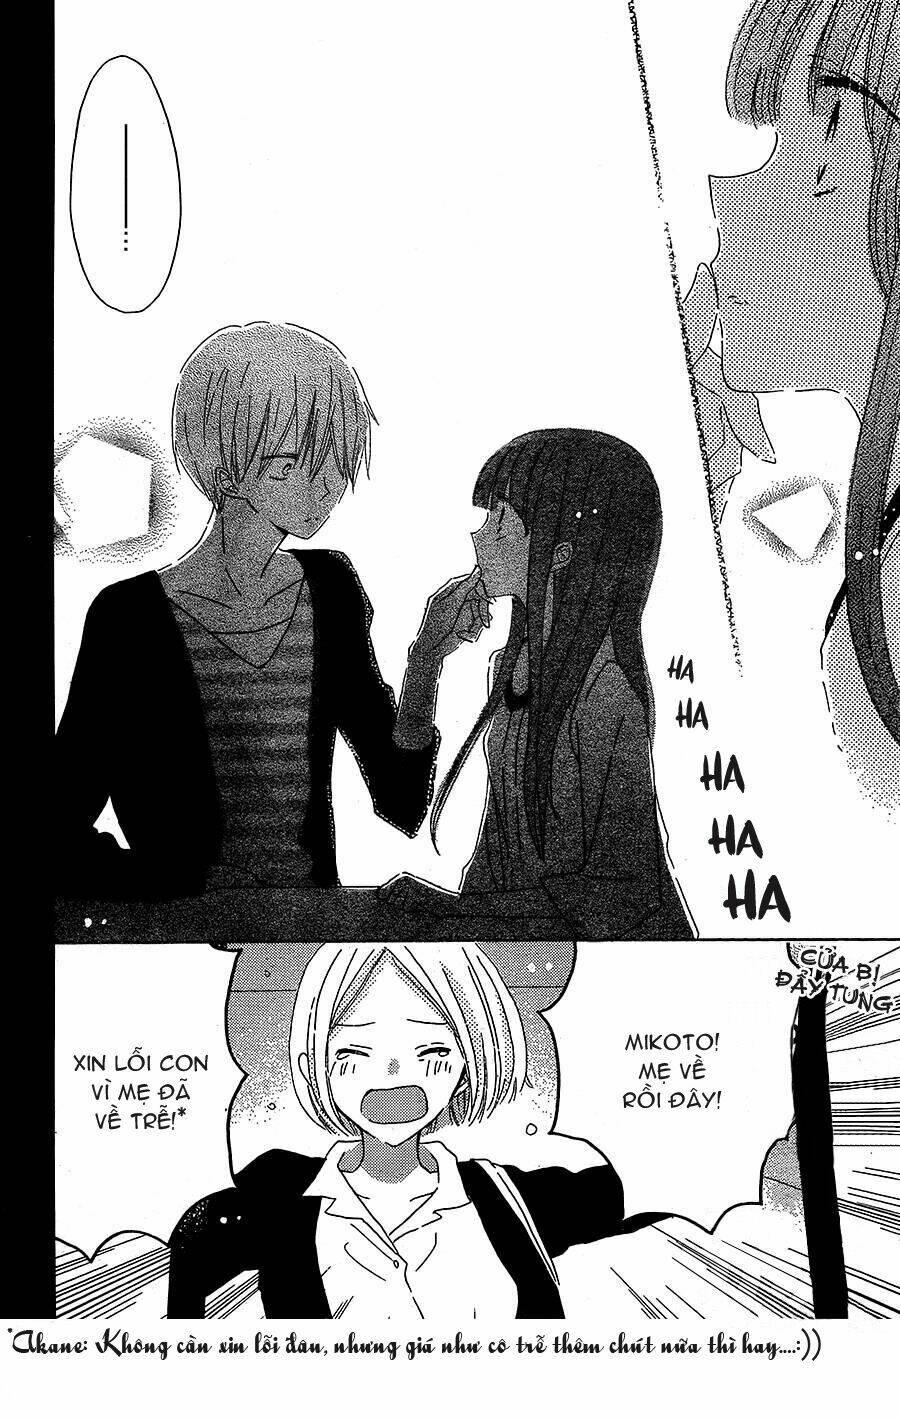 HA
HA
HA
HA
HA
CỬA BỊ
ĐẨY TUNG
MIKOTO!
MẸ VỀ
RỒI ĐÂY!
XIN LỖI CON
VÌ MẸ ĐÃ
VỀ TRỄ!*
*Akane: Không cần xin lỗi đâu, nhưng giá như cô trễ thêm chút nữa thì hay....:))